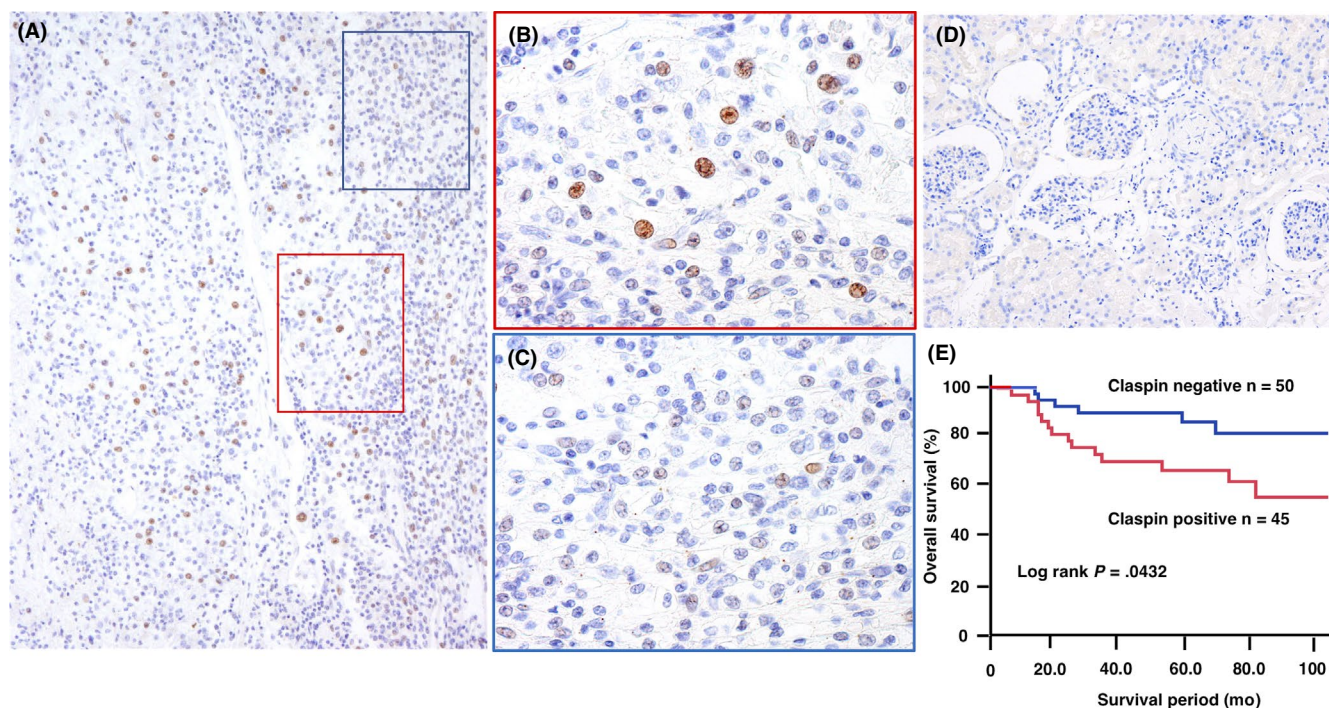 (A)
(B)
(C)
(D)
(E)
Overall survival (%)
100
80
60
40
20
0
Claspin negative n = 50
Claspin positive n = 45
Log rank P = .0432
0 20.0 40.0 60.0 80.0 100
Survival period (mo)